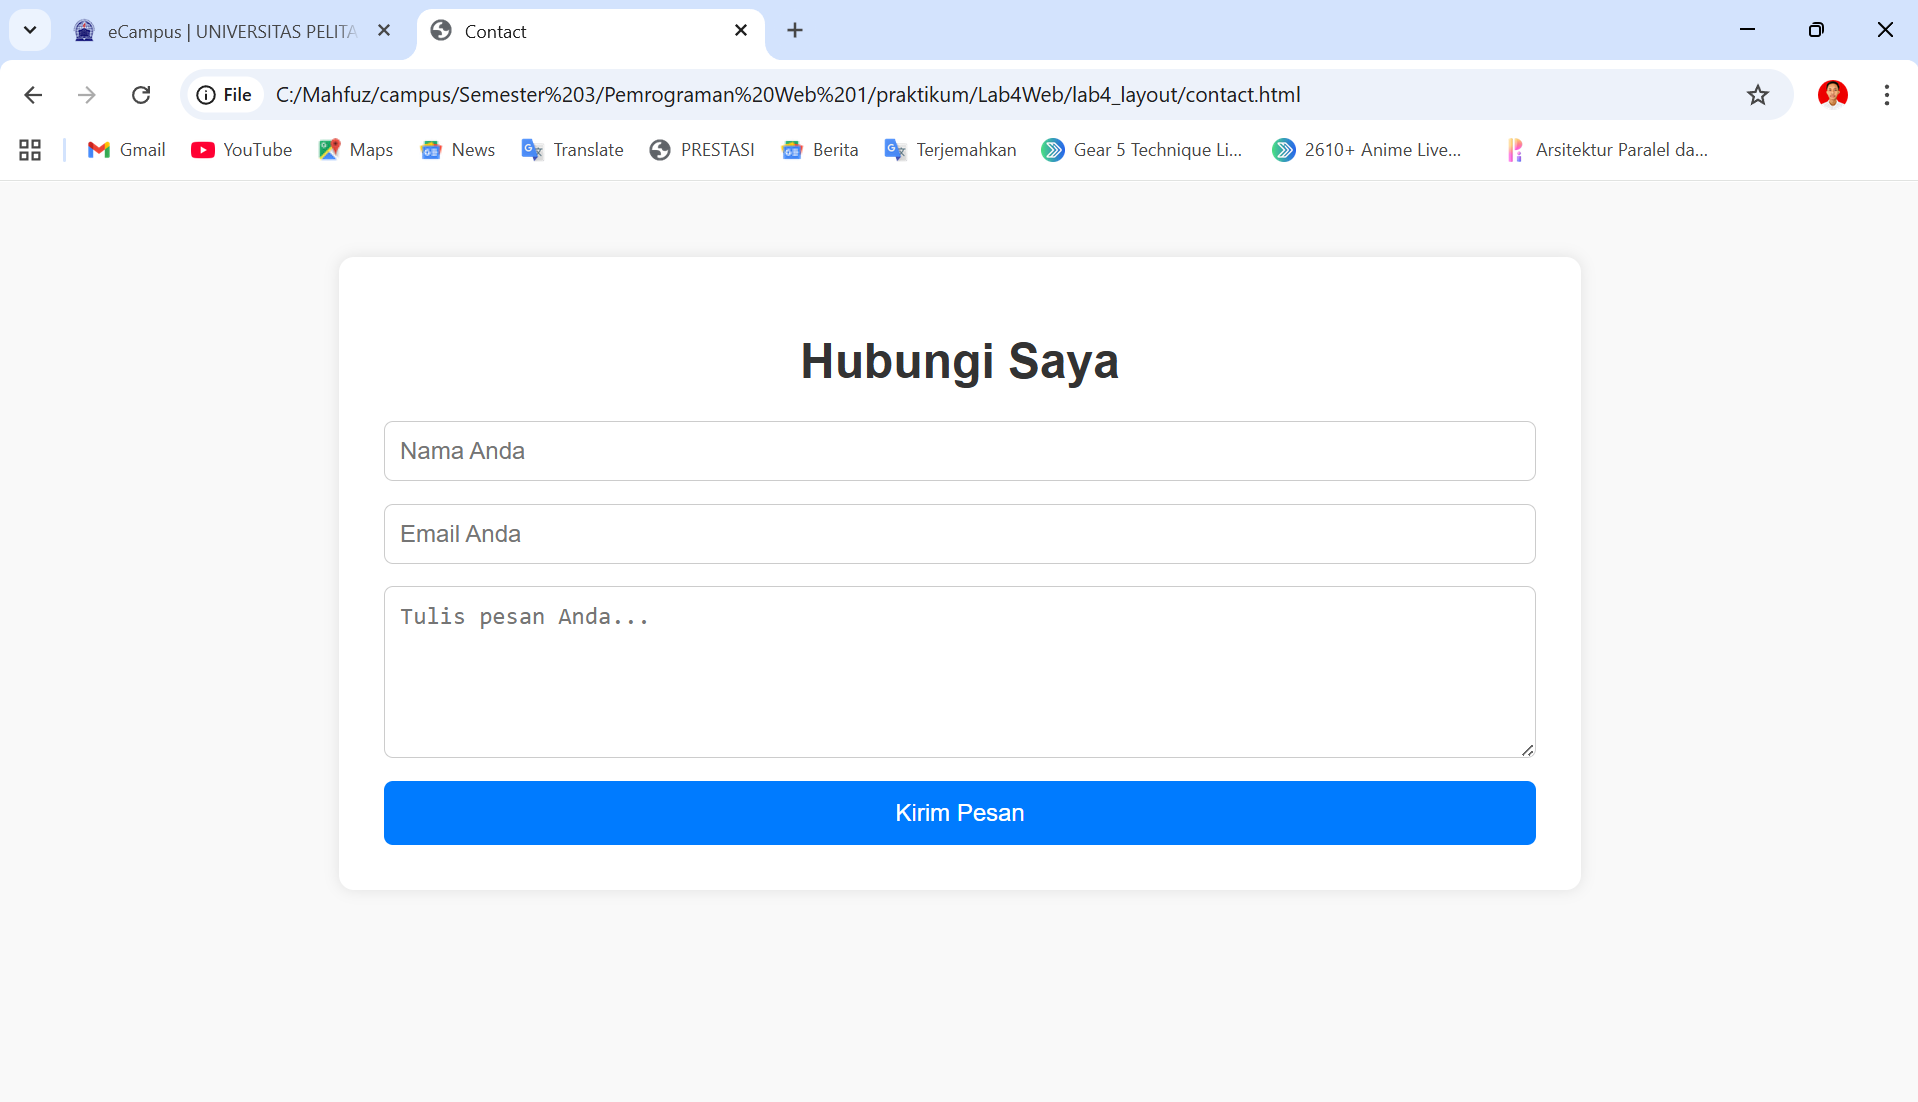 eCampus | UNIVERSITAS PELITA
Contact
File
C:/Mahfuz/campus/Semester%203/Pemrograman%20Web%201/praktikum/Lab4Web/lab4_layout/contact.html
Gmail
YouTube
Maps
News
Translate
PRESTASI
Berita
Terjemahkan
Gear 5 Technique Li...
2610+ Anime Live...
Arsitektur Paralel da...
Hubungi Saya
Nama Anda
Email Anda
Tulis pesan Anda...
Kirim Pesan